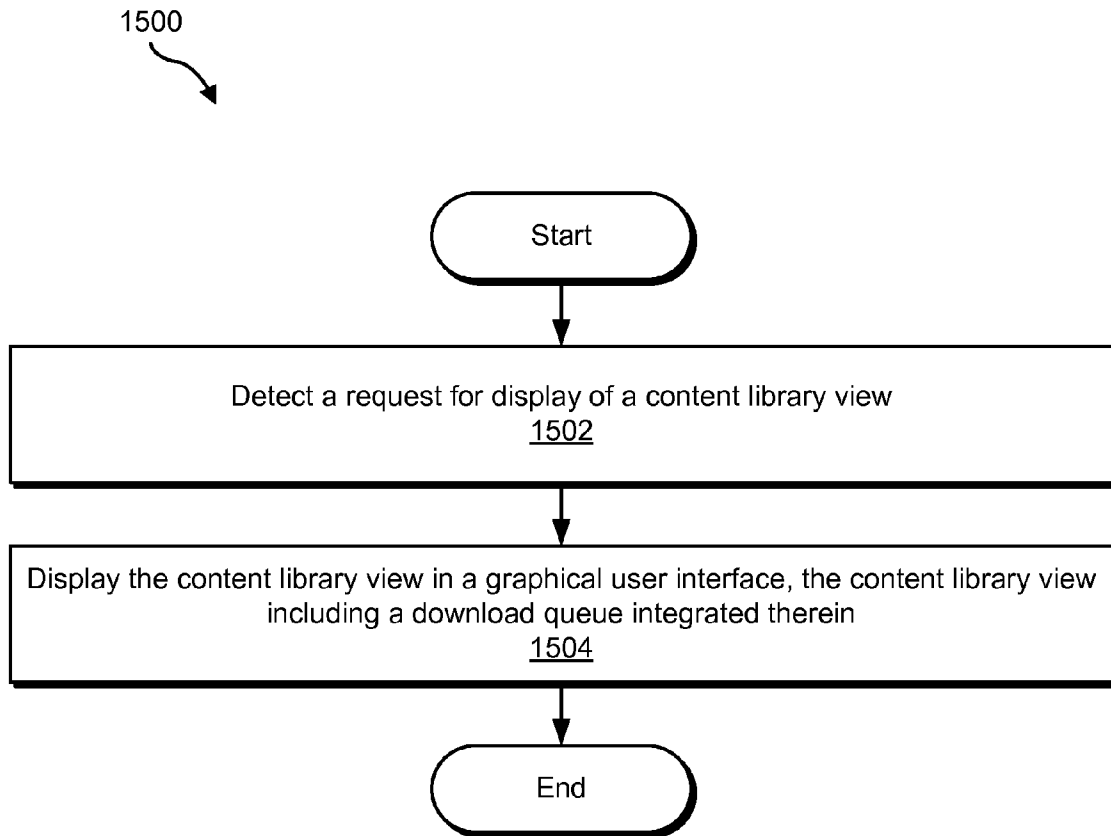 1500
Start
Detect a request for display of a content library view
1502
Display the content library view in a graphical user interface, the content library view
including a download queue integrated therein
1504
End